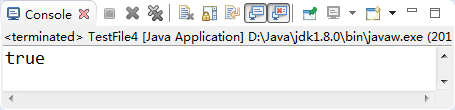 Console
<terminated> TestFile4 [Java Application] D:\Java\jdk1.8.0\bin\javaw.exe (201
true